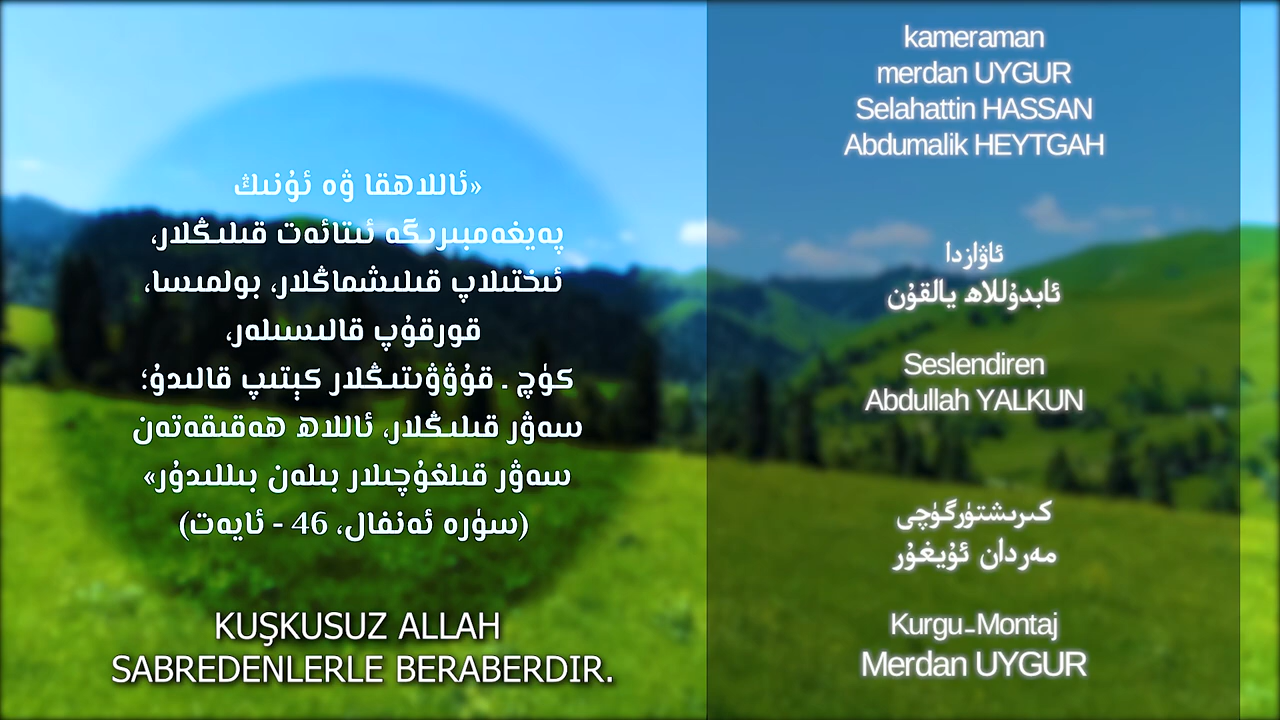 «ئاللاھقا ۋە ئۇنىڭ
پەيغەمبىرىگە ئىتائەت قىلىڭلار،
ئىختىلاپ قىلىشماڭلار، بولمىسا،
قورقۇپ قالىسىلەر،
كۈچ - قۇۋۋىتىڭلار كېتىپ قالىدۇ؛
سەۋر قىلىڭلار، ئاللاھ ھەقىقەتەن
سەۋر قىلغۇچىلار بىلەن بىللىدۇر»
(سۈرە ئەنفال، 46 - ئايەت)
KUŞKUSUZ ALLAH
SABREDENLERLE BERABERDIR.
kameraman
merdan UYGUR
Selahattin HASSAN
Abdumalik HEYTGAH
ئاۋازدا
ئابدۇللاھ يالقۇن
Seslendiren
Abdullah YALKUN
كىرىشتۈرگۈچى
مەردان ئۇيغۇر
Kurgu-Montaj
Merdan UYGUR